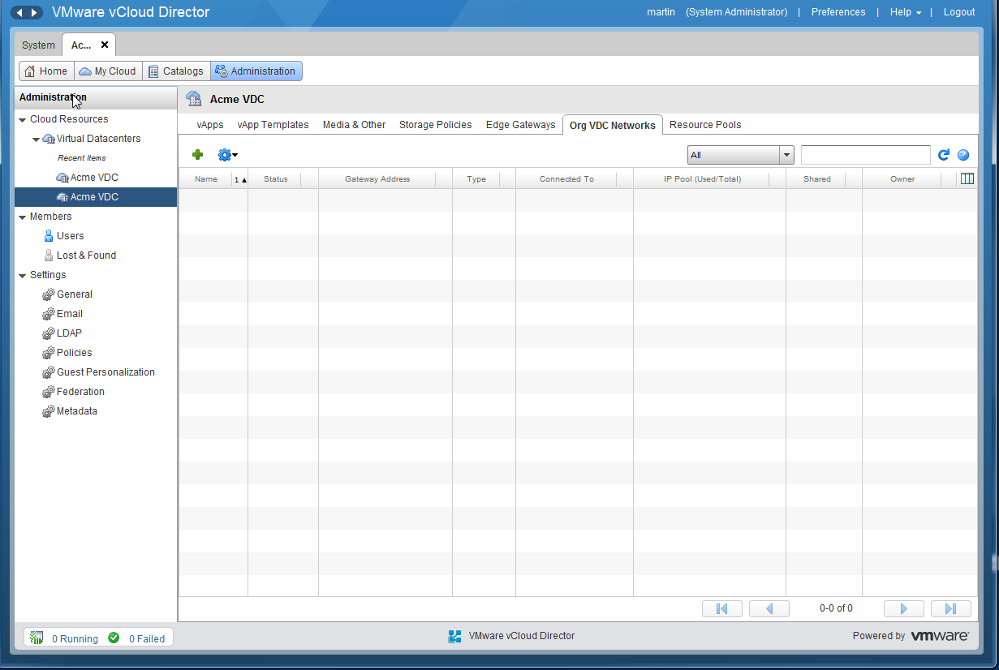 VMware vCloud Director
martin (System Administrator) | Preferences | Help | Logout
System Ac...
Home My Cloud Catalogs Administration
Administration
Cloud Resources
Virtual Datacenters
Recent Items
Acme VDC
Acme VDC
Members
Users
Lost & Found
Settings
General
Email
LDAP
Policies
Guest Personalization
Federation
Metadata
Acme VDC
vApps vApp Templates Media & Other Storage Policies Edge Gateways Org VDC Networks Resource Pools
All
Name 1 ▲ Status Gateway Address Type Connected To IP Pool (Used/Total) Shared Owner
0-0 of 0
0 Running 0 Failed
VMware vCloud Director
Powered by vmware